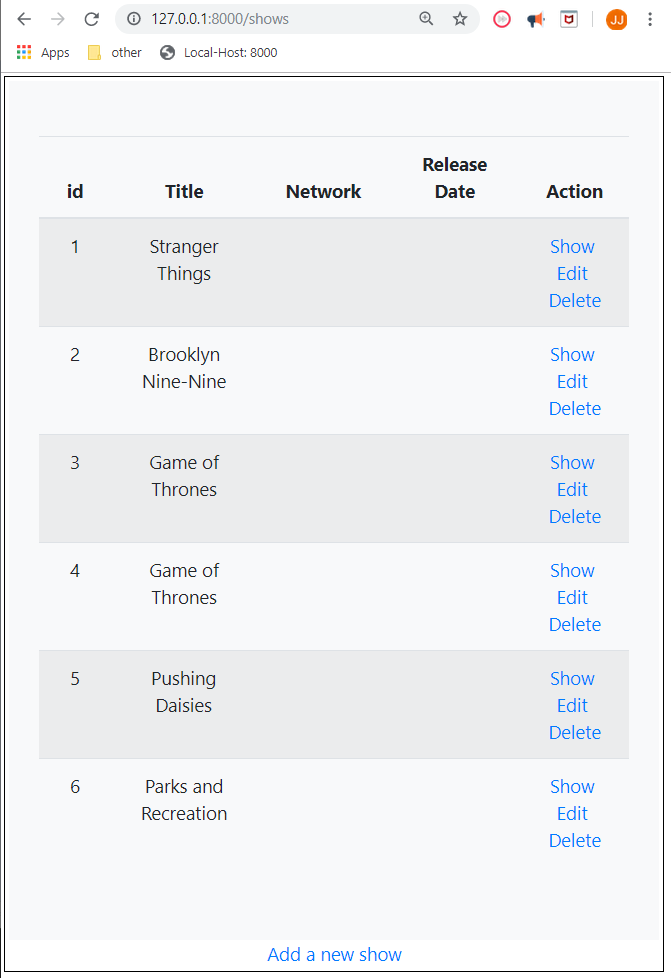 127.0.0.1:8000/shows
JJ
Apps other Local-Host: 8000
Release
id Title Network Date Action
1 Stranger Show
Things Edit
Delete
2 Brooklyn Show
Nine-Nine Edit
Delete
3 Game of Show
Thrones Edit
Delete
4 Game of Show
Thrones Edit
Delete
5 Pushing Show
Daisies Edit
Delete
6 Parks and Show
Recreation Edit
Delete
Add a new show